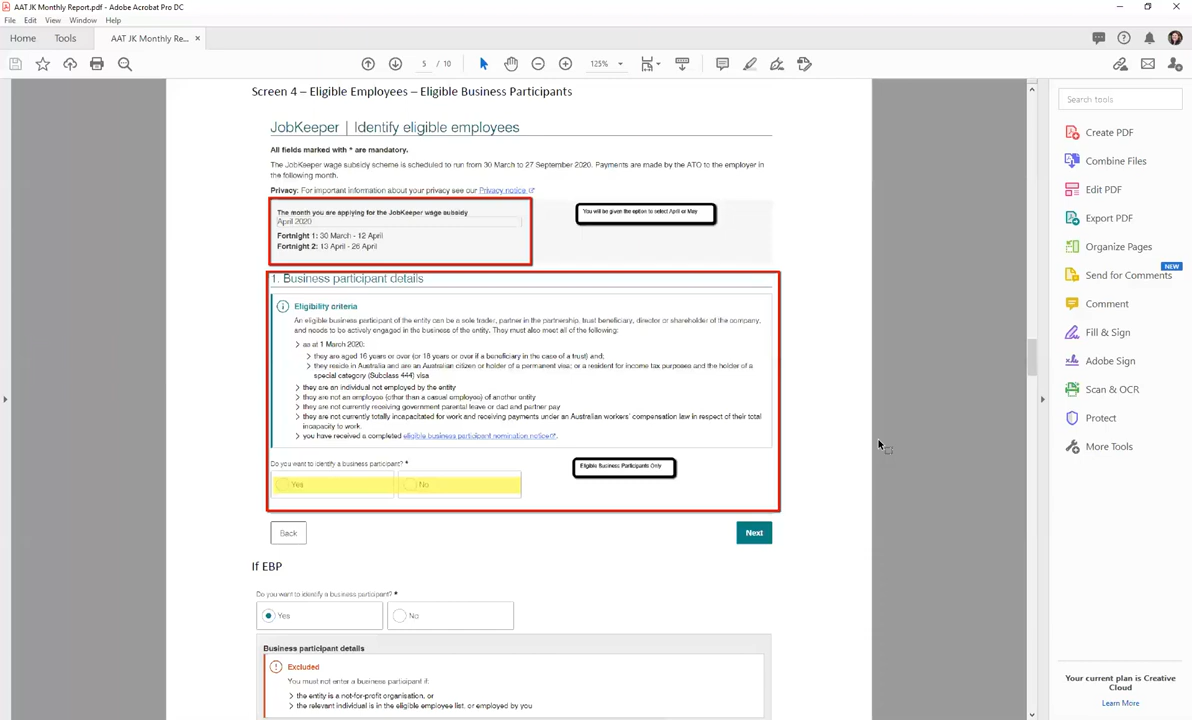 AAT JK Monthly Report.pdf - Adobe Acrobat Pro DC
File Edit View Window Help
Home Tools AAT JK Monthly Re... ×
5 / 10 125%
Screen 4 – Eligible Employees – Eligible Business Participants
JobKeeper | Identify eligible employees
All fields marked with * are mandatory.
The JobKeeper wage subsidy scheme is scheduled to run from 30 March to 27 September 2020. Payments are made by the ATO to the employer in
the following month.
Privacy: For important information about your privacy see our Privacy notice
The month you are applying for the JobKeeper wage subsidy
April 2020
Fortnight 1: 30 March - 12 April
Fortnight 2: 13 April - 26 April
You will be given the option to select April or May
1. Business participant details
Eligibility criteria
An eligible business participant of the entity can be a sole trader, partner in the partnership, trust beneficiary, director or shareholder of the company,
and needs to be actively engaged in the business of the entity. They must also meet all of the following:
as at 1 March 2020:
they are aged 16 years or over (or 18 years or over if a beneficiary in the case of a trust) and;
they reside in Australia and are an Australian citizen or holder of a permanent visa; or a resident for income tax purposes and the holder of a
special category (Subclass 444) visa
they are an individual not employed by the entity
they are not an employee (other than a casual employee) of another entity
they are not currently receiving government parental leave or dad and partner pay
they are not currently totally incapacitated for work and receiving payments under an Australian workers' compensation law in respect of their total
incapacity to work.
you have received a completed eligible business participant nomination notice.
Do you want to identify a business participant? *
Eligible Business Participants Only
Yes No
Back Next
If EBP
Do you want to identify a business participant? *
Yes No
Business participant details
Excluded
You must not enter a business participant if:
the entity is a not-for-profit organisation, or
the relevant individual is in the eligible employee list, or employed by you
Search tools
Create PDF
Combine Files
Edit PDF
Export PDF
Organize Pages
NEW
Send for Comments
Comment
Fill & Sign
Adobe Sign
Scan & OCR
Protect
More Tools
Your current plan is Creative
Cloud
Learn More